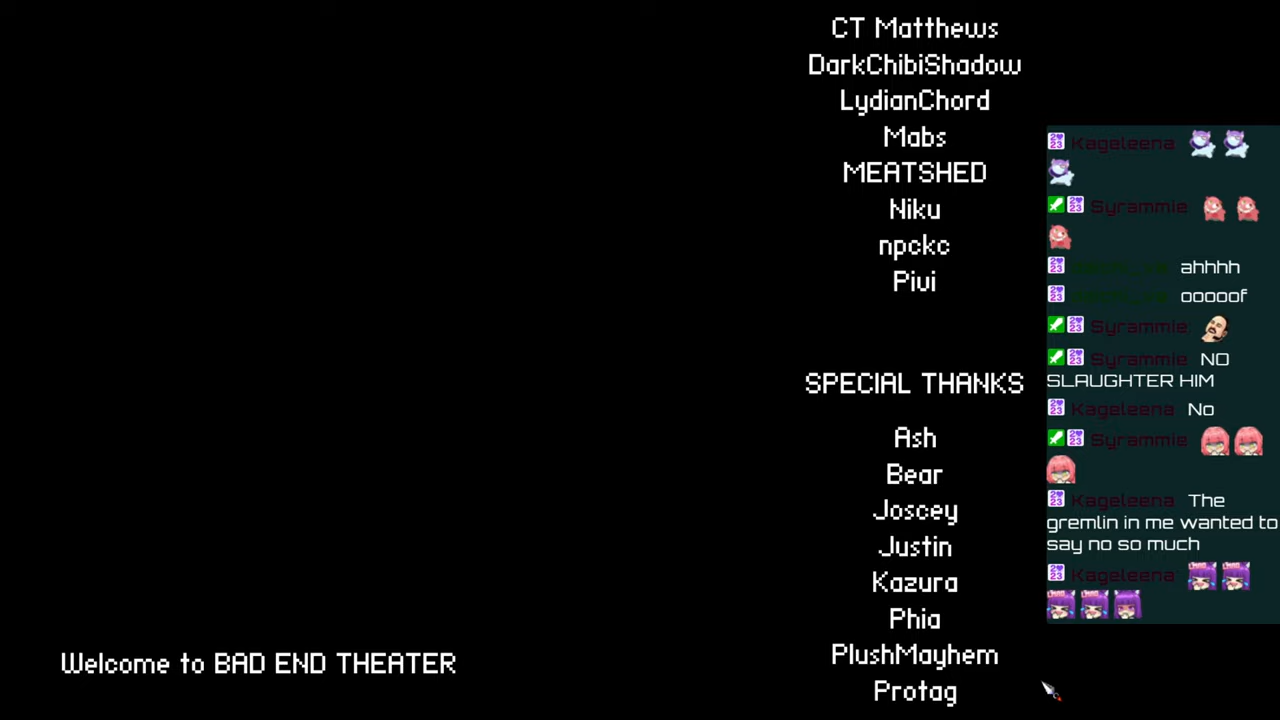 CT Matthews
DarkChibiShadow
LydianChord
Mabs
MEATSHED
Niku
npckc
Piui
SPECIAL THANKS
Ash
Bear
Joscey
Justin
Kazura
Phia
PlushMayhem
Protag
Welcome to BAD END THEATER
Kageleena
Syrammie
ahhhh
ooooof
Syrammie
Syrammie NO
SLAUGHTER HIM
Kageleena No
Syrammie
Kageleena The
gremlin in me wanted to
say no so much
Kageleena